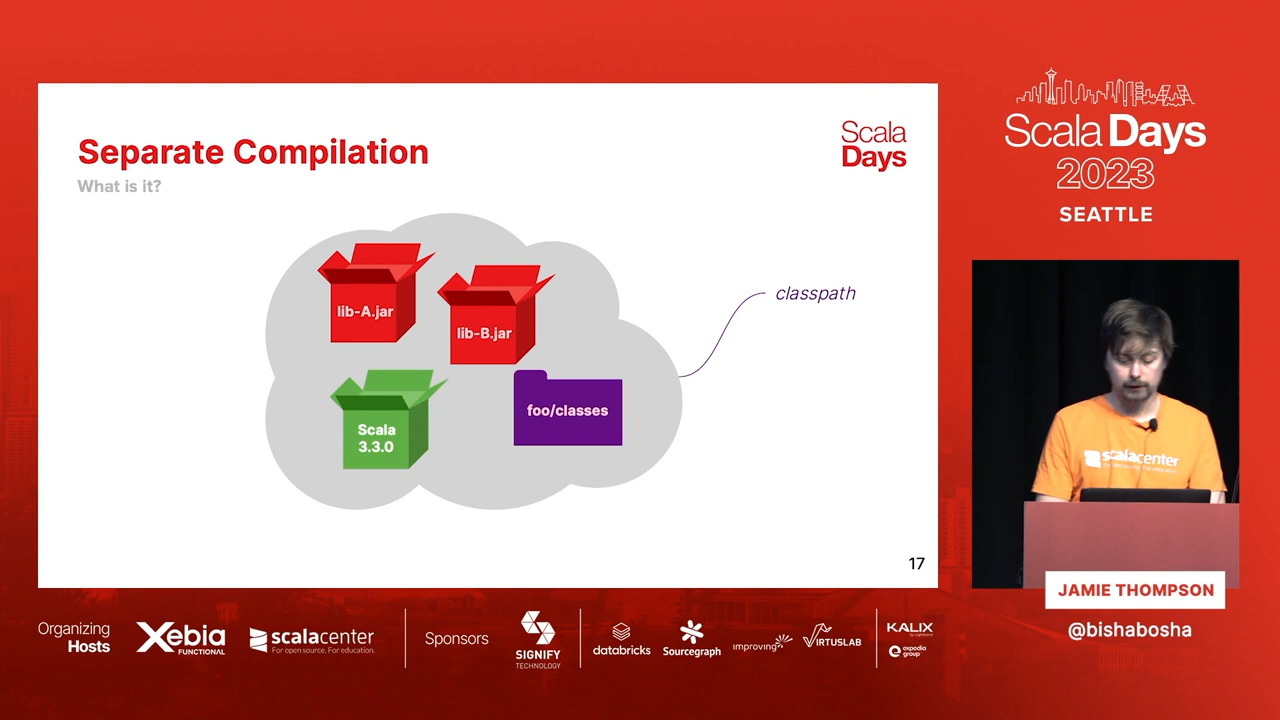 Separate Compilation
What is it?
Scala
Days
lib-A.jar
lib-B.jar
Scala
3.3.0
foo/classes
classpath
17
Scala Days
2023
SEATTLE
scalacenter
JAMIE THOMPSON
@bishabosha
Organizing
Hosts
Xebia
FUNCTIONAL
scalacenter
For open source. For education.
Sponsors
SIGNIFY
TECHNOLOGY
databricks
Sourcegraph
improving
VIRTUSLAB
KALIX
expedia
group